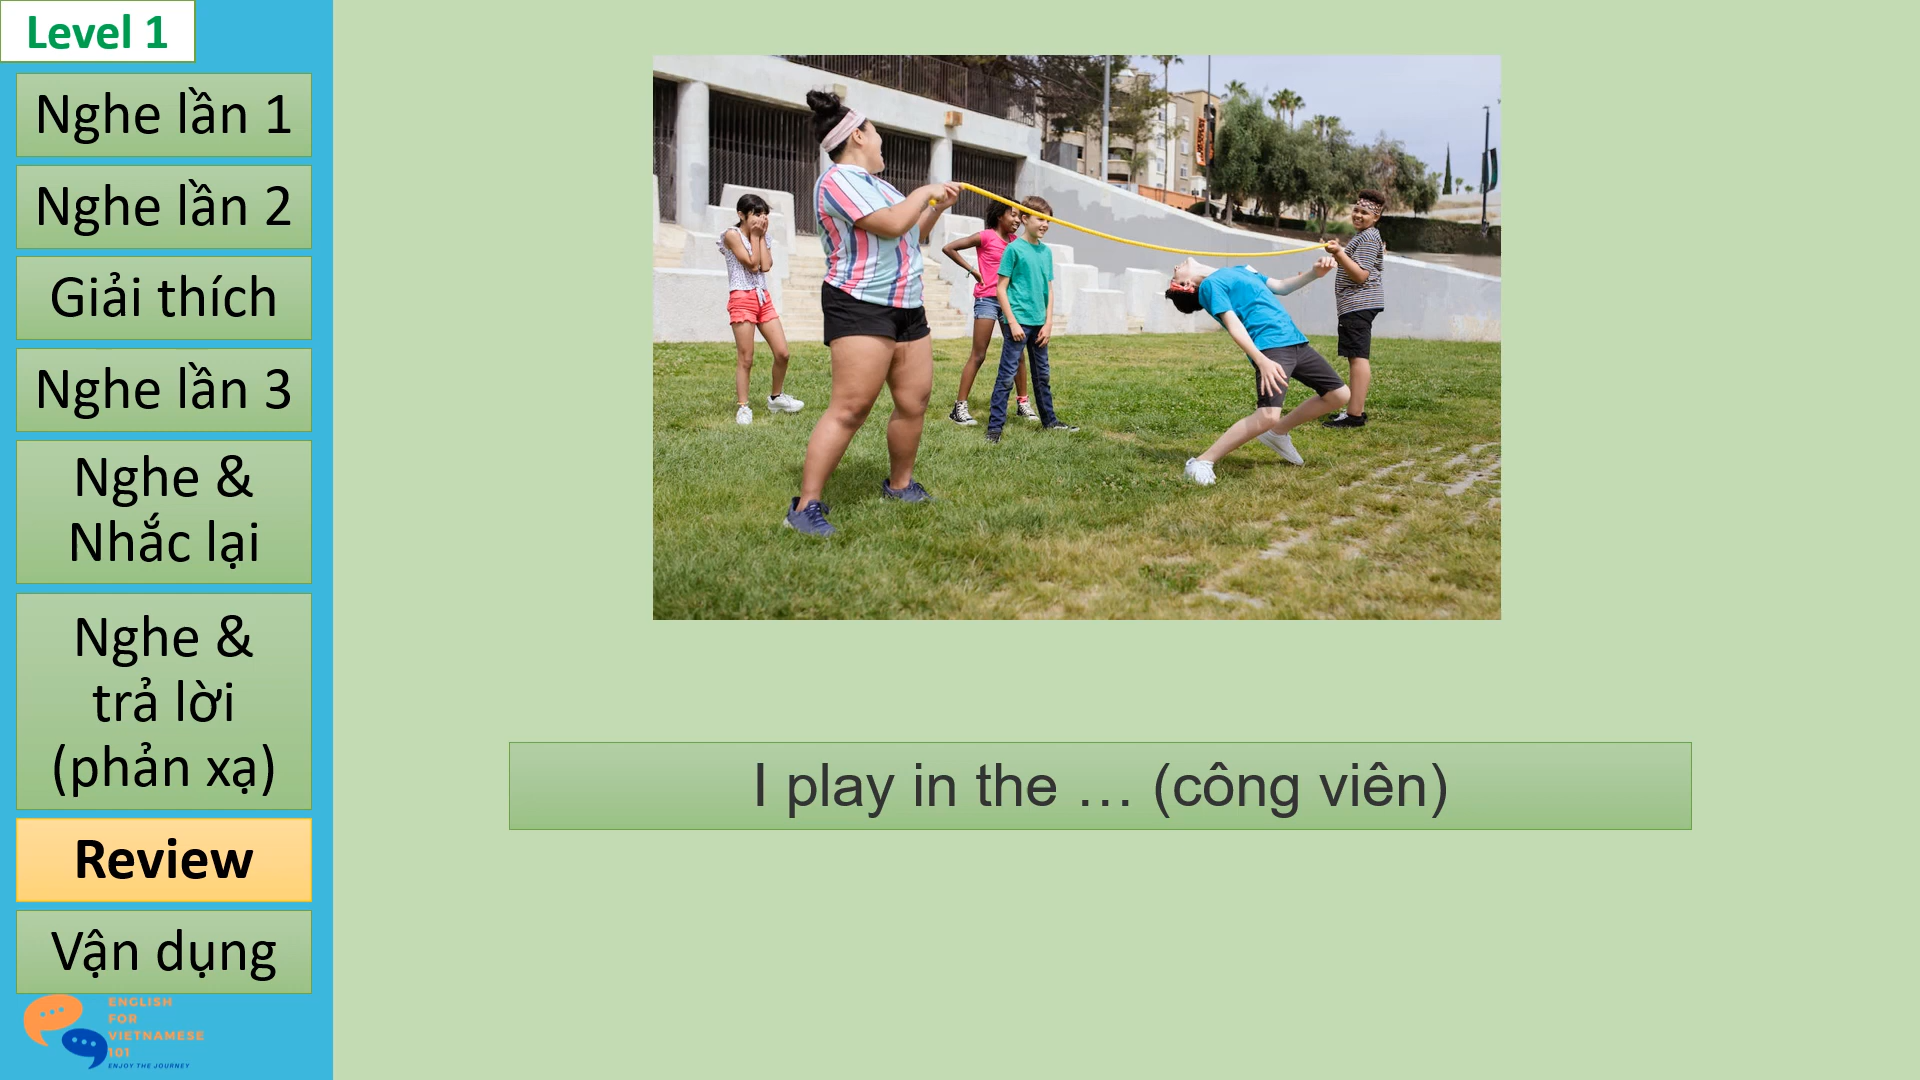 Level 1
Nghe lần 1
Nghe lần 2
Giải thích
Nghe lần 3
Nghe &
Nhắc lại
Nghe &
trả lời
(phản xạ)
Review
Vận dụng
ENGLISH
FOR
VIETNAMESE
101
ENJOY THE JOURNEY
I play in the … (công viên)